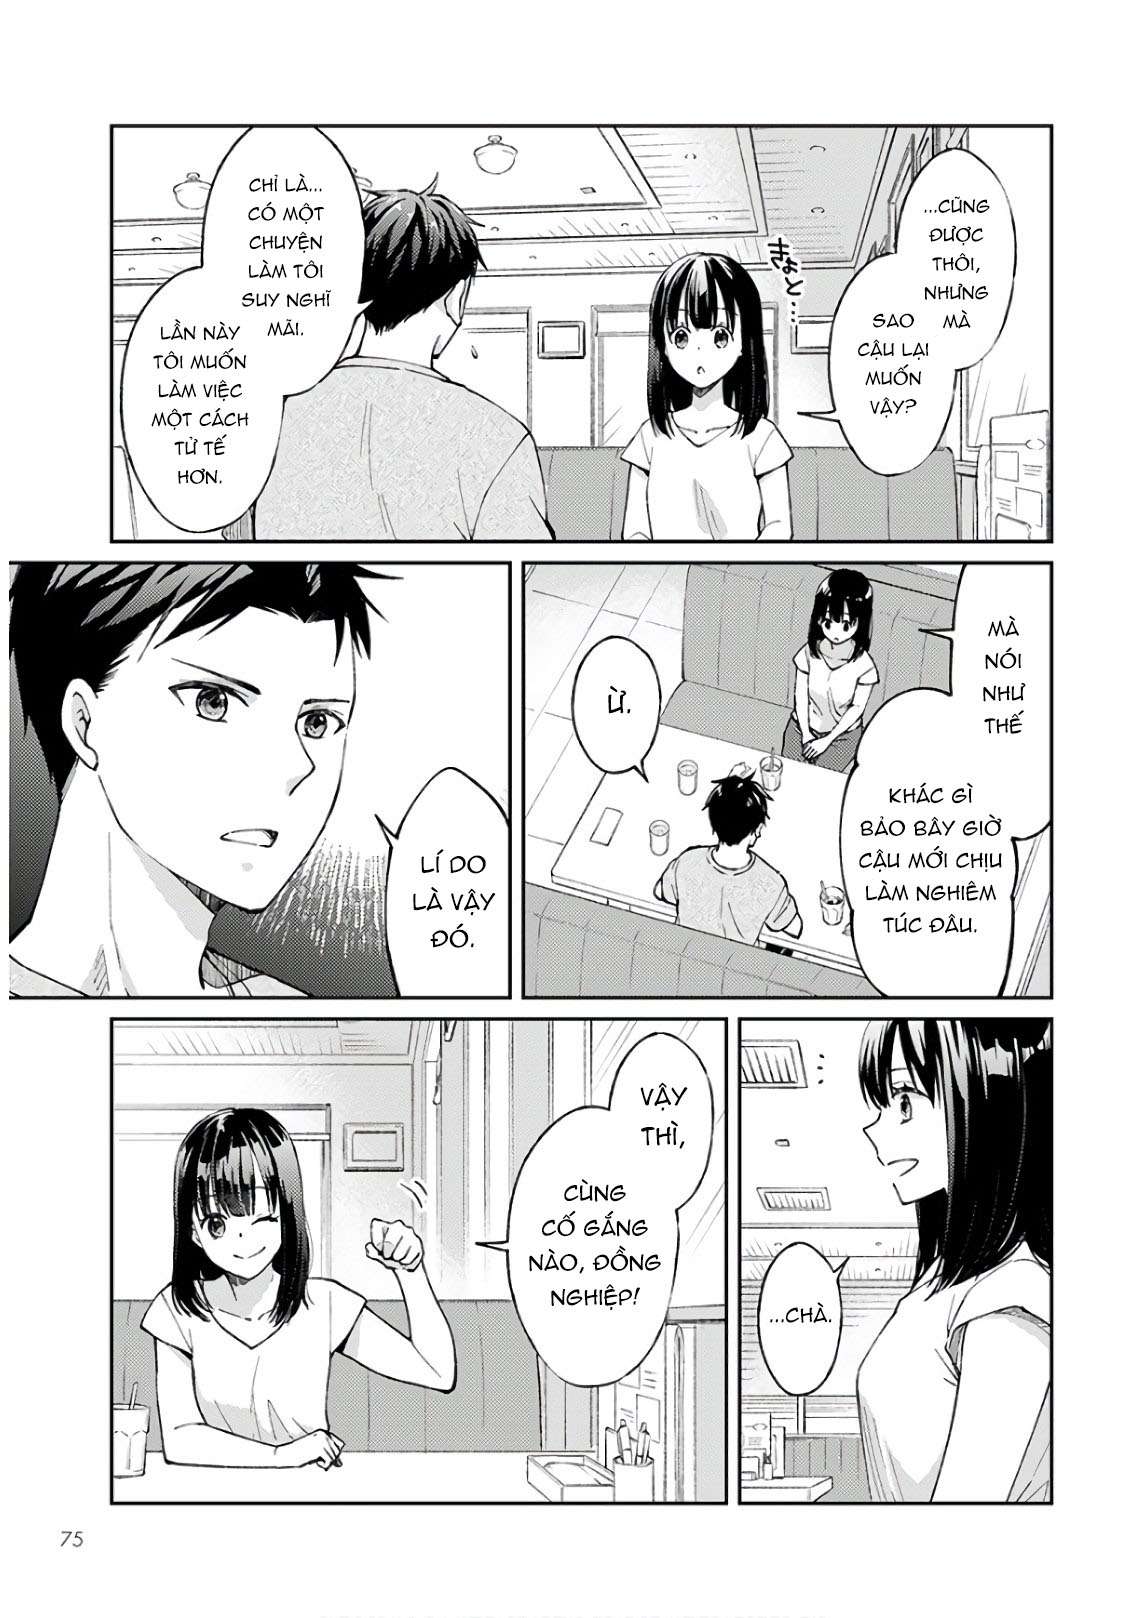 ...CŨNG
ĐƯỢC
THÔI,
NHƯNG
MÀ
SAO
CẬU LẠI
MUỐN
VẬY?
きょと...
CHỈ LÀ...
CÓ MỘT
CHUYỆN
LÀM TÔI
SUY NGHĨ
MÃI.
LẦN NÀY
TÔI MUỐN
LÀM VIỆC
MỘT CÁCH
TỬ TẾ
HƠN.
MÀ
NÓI
NHƯ
THẾ
KHÁC GÌ
BẢO BÂY GIỜ
CẬU MỚI CHỊU
LÀM NGHIÊM
TÚC ĐÂU.
Ừ.
LÍ DO
LÀ VẬY
ĐÓ.
...CHÀ.
VẬY
THÌ,
CÙNG
CỐ GẮNG
NÀO, ĐỒNG
NGHIỆP!
75